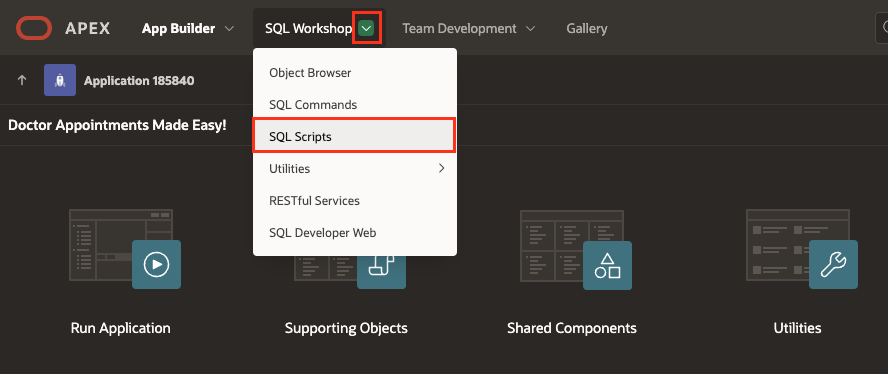 APEX App Builder SQL Workshop Team Development Gallery
Object Browser
Application 185840
SQL Commands
Doctor Appointments Made Easy!
SQL Scripts
Utilities
RESTful Services
SQL Developer Web
Run Application Supporting Objects Shared Components Utilities